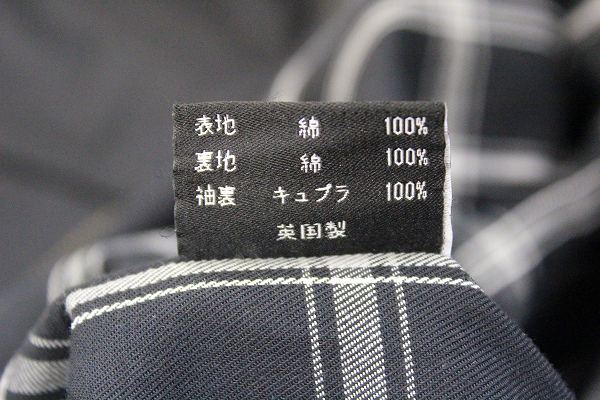 表地 綿 100%
裏地 綿 100%
袖裏 キュプラ 100%
英国製